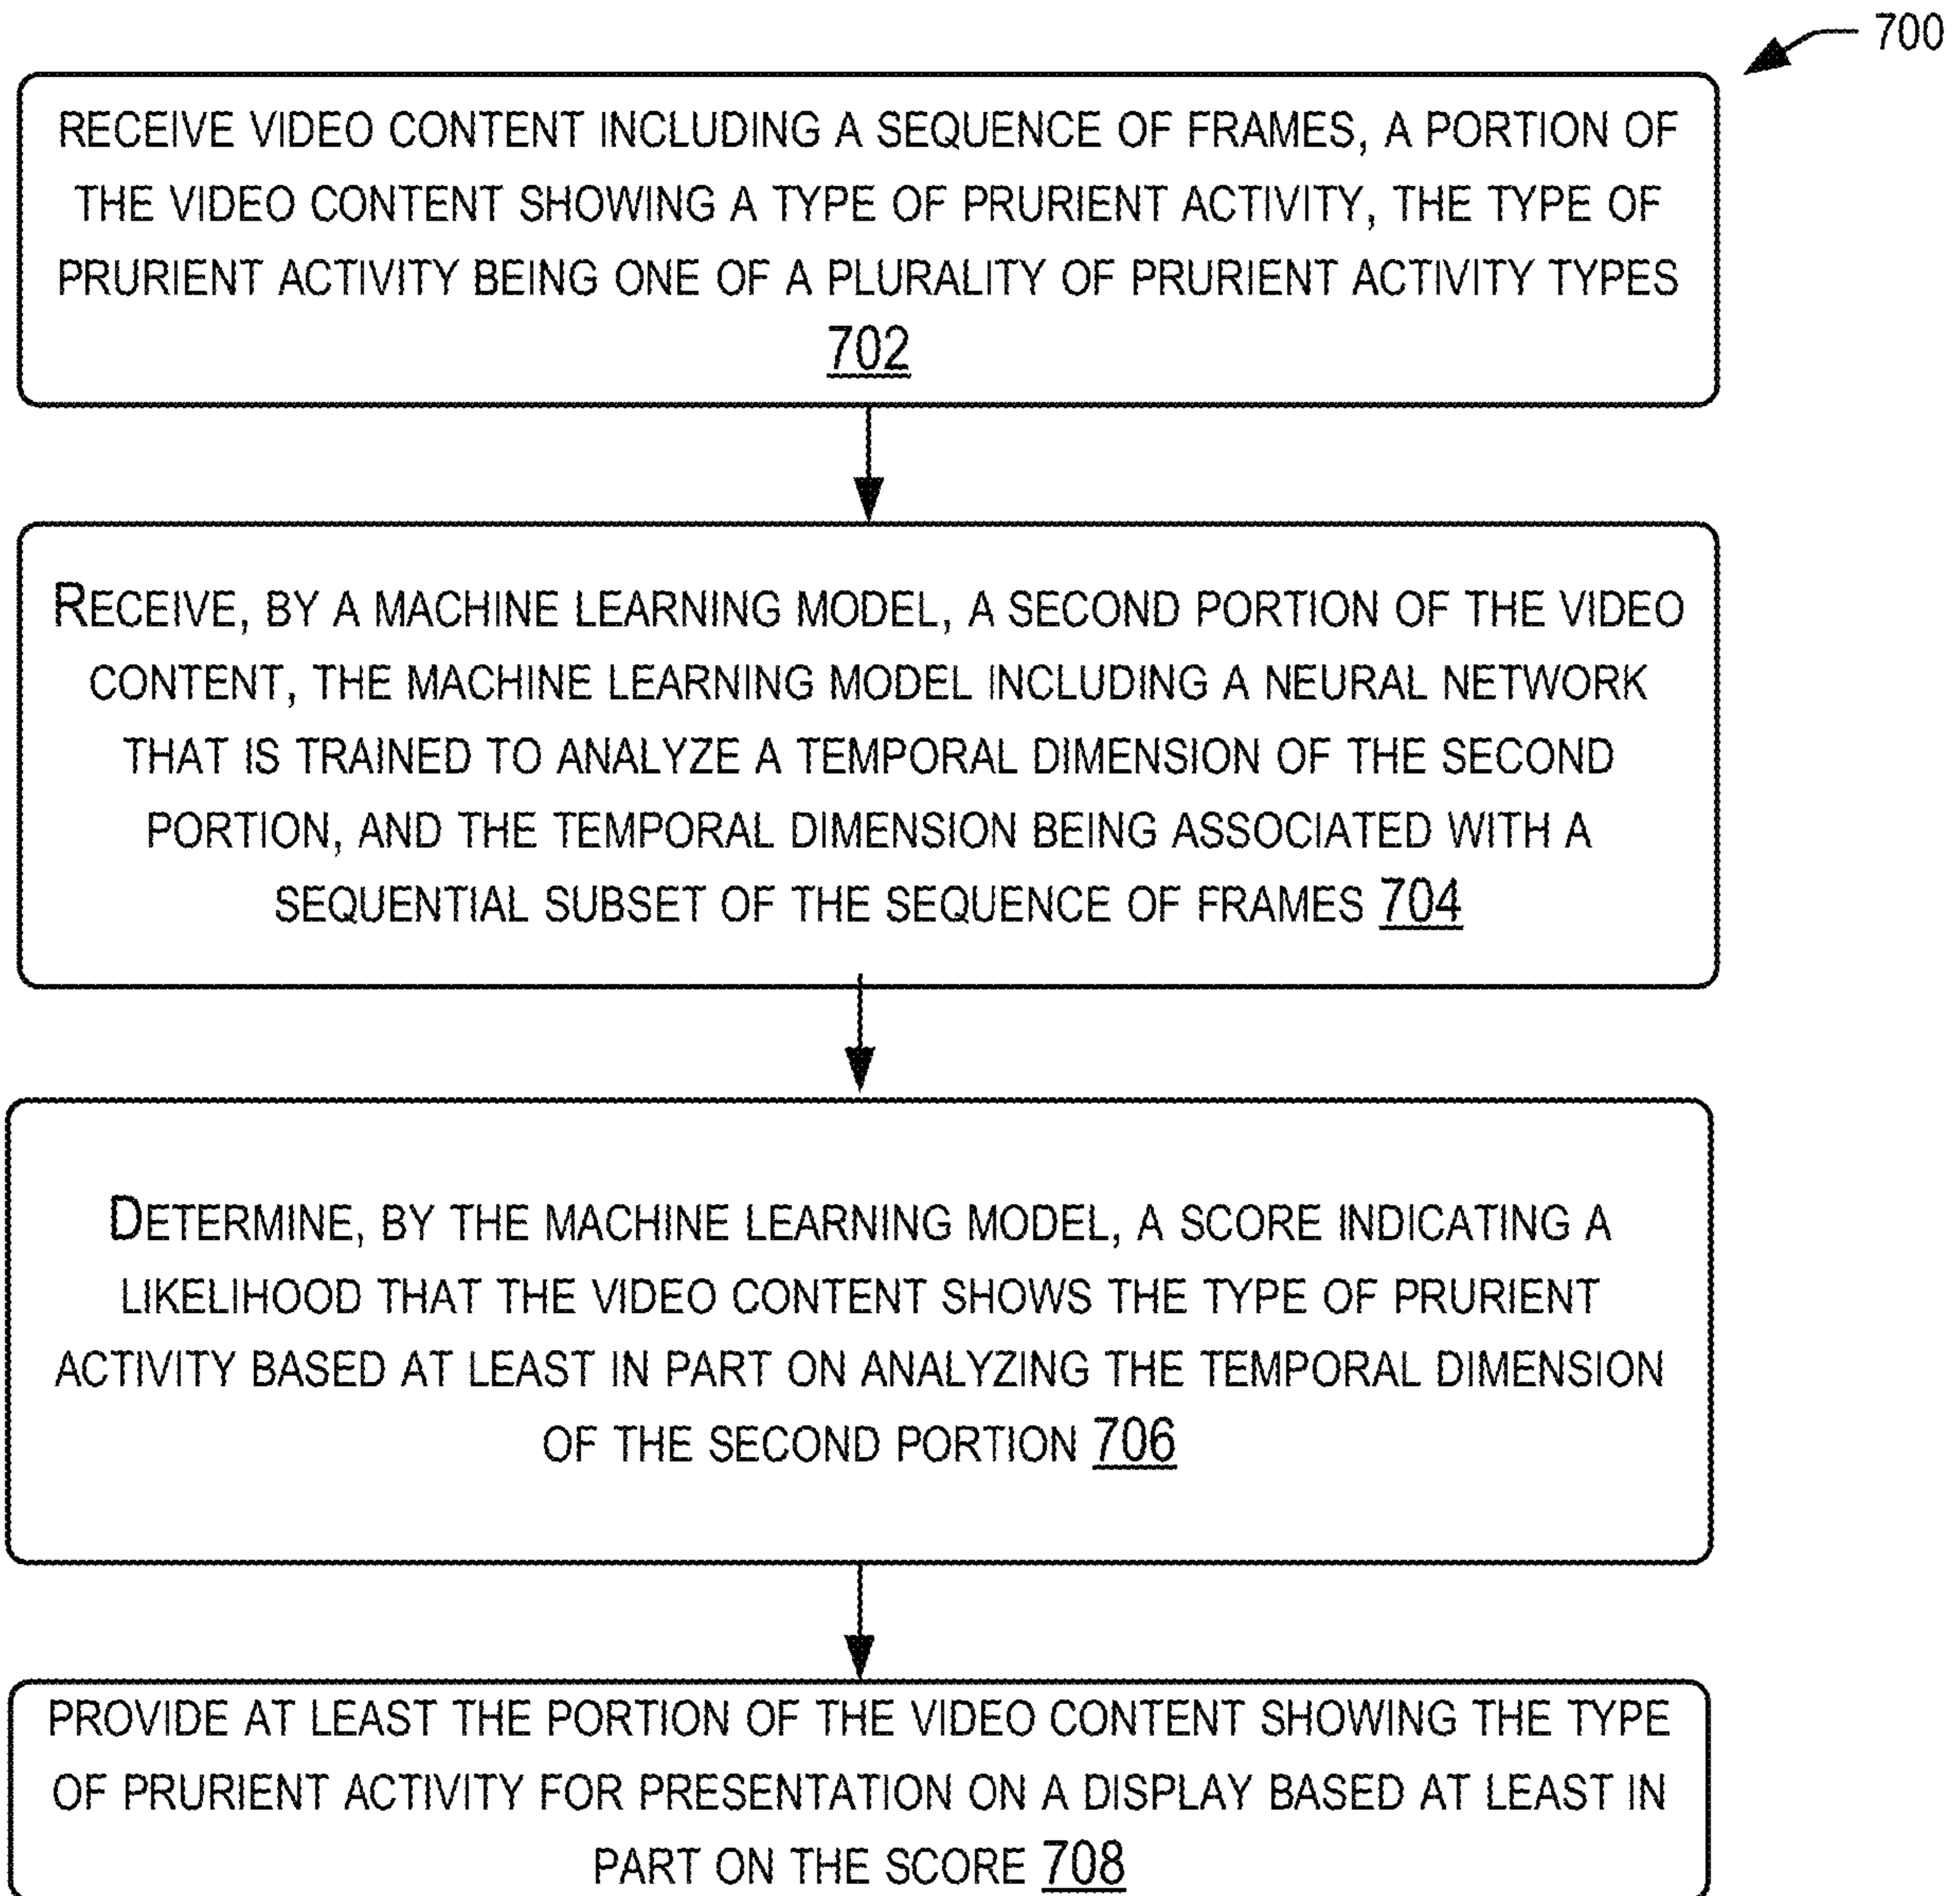 700
RECEIVE VIDEO CONTENT INCLUDING A SEQUENCE OF FRAMES, A PORTION OF
THE VIDEO CONTENT SHOWING A TYPE OF PRURIENT ACTIVITY, THE TYPE OF
PRURIENT ACTIVITY BEING ONE OF A PLURALITY OF PRURIENT ACTIVITY TYPES
702
RECEIVE, BY A MACHINE LEARNING MODEL, A SECOND PORTION OF THE VIDEO
CONTENT, THE MACHINE LEARNING MODEL INCLUDING A NEURAL NETWORK
THAT IS TRAINED TO ANALYZE A TEMPORAL DIMENSION OF THE SECOND
PORTION, AND THE TEMPORAL DIMENSION BEING ASSOCIATED WITH A
SEQUENTIAL SUBSET OF THE SEQUENCE OF FRAMES 704
DETERMINE, BY THE MACHINE LEARNING MODEL, A SCORE INDICATING A
LIKELIHOOD THAT THE VIDEO CONTENT SHOWS THE TYPE OF PRURIENT
ACTIVITY BASED AT LEAST IN PART ON ANALYZING THE TEMPORAL DIMENSION
OF THE SECOND PORTION 706
PROVIDE AT LEAST THE PORTION OF THE VIDEO CONTENT SHOWING THE TYPE
OF PRURIENT ACTIVITY FOR PRESENTATION ON A DISPLAY BASED AT LEAST IN
PART ON THE SCORE 708